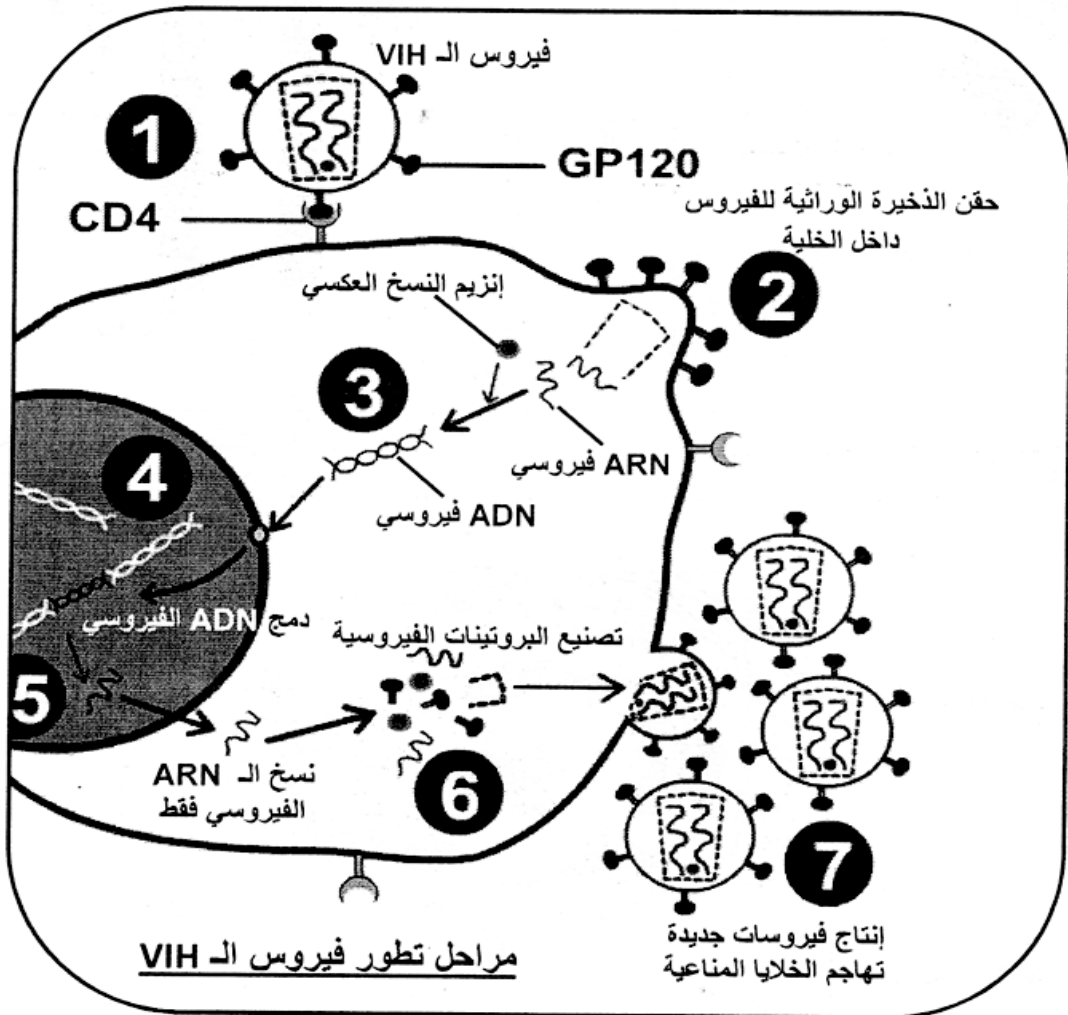 فيروس الـ VIH
1
GP120
CD4
حقن الذخيرة الوراثية للفيروس
داخل الخلية
2
إنزيم النسخ العكسي
3
ARN فيروسي
ADN فيروسي
4
دمج ADN الفيروسي
تصنيع البروتينات الفيروسية
5
نسخ الـ ARN
الفيروسي فقط
6
7
إنتاج فيروسات جديدة
تهاجم الخلايا المناعية
مراحل تطور فيروس الـ VIH